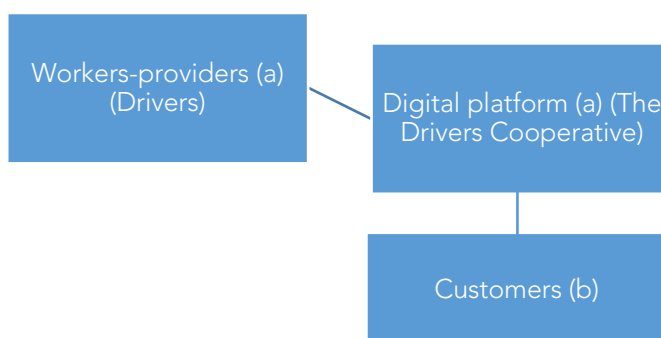 Workers-providers (a)
(Drivers)
Digital platform (a) (The
Drivers Cooperative)
Customers (b)